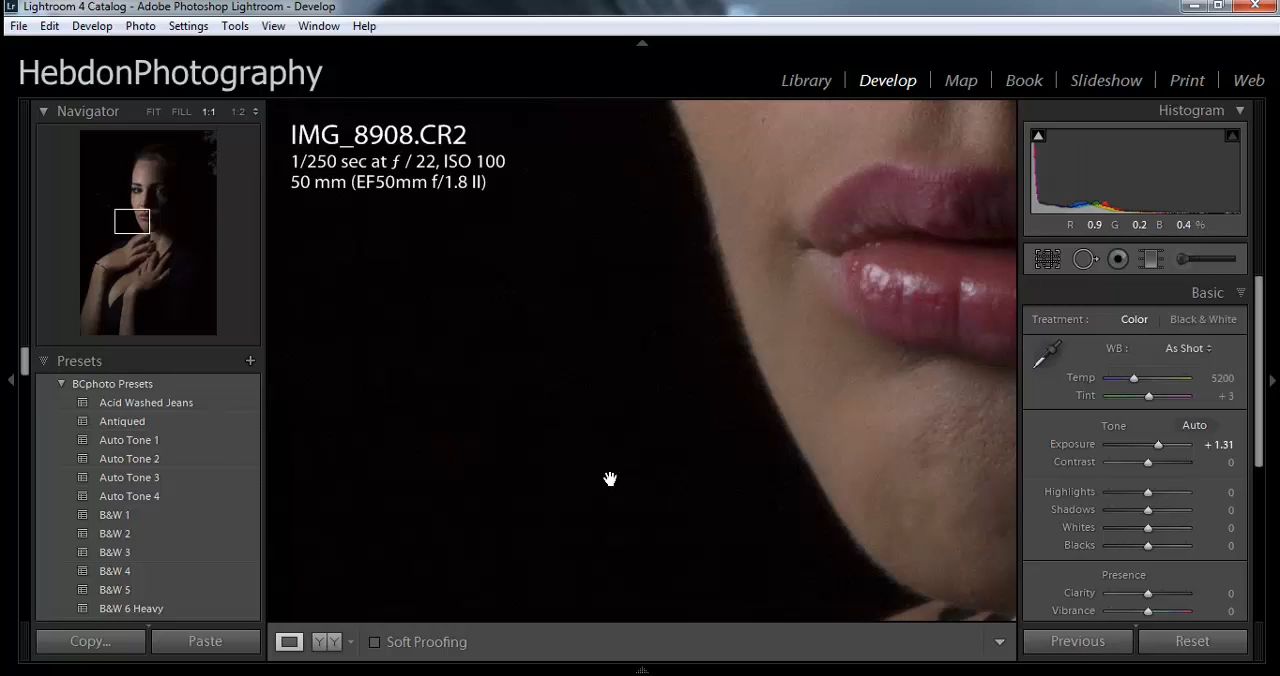 Lightroom 4 Catalog - Adobe Photoshop Lightroom - Develop
File Edit Develop Photo Settings Tools View Window Help
HebdonPhotography
Library Develop Map Book Slideshow Print Web
Navigator FIT FILL 1:1 1:2
IMG_8908.CR2
1/250 sec at ƒ / 22, ISO 100
50 mm (EF50mm f/1.8 II)
Presets +
BCphoto Presets
Acid Washed Jeans
Antiqued
Auto Tone 1
Auto Tone 2
Auto Tone 3
Auto Tone 4
B&W 1
B&W 2
B&W 3
B&W 4
B&W 5
B&W 6 Heavy
Copy... Paste
YY Soft Proofing
Histogram
R 0.9 G 0.2 B 0.4 %
Basic
Treatment : Color Black & White
WB : As Shot
Temp 5200
Tint + 3
Tone Auto
Exposure + 1.31
Contrast 0
Highlights 0
Shadows 0
Whites 0
Blacks 0
Presence
Clarity 0
Vibrance 0
Previous Reset